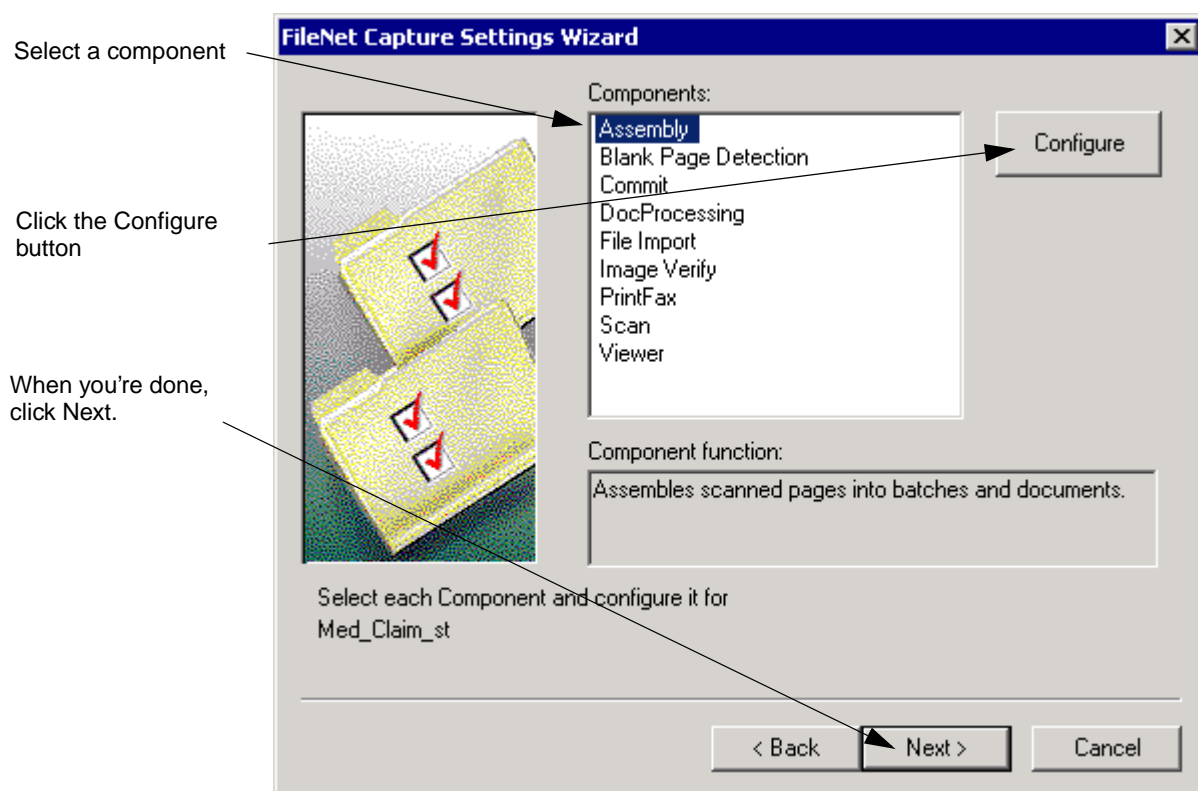 FileNet Capture Settings Wizard
Select a component
Components:
Assembly
Blank Page Detection
Commit
DocProcessing
File Import
Image Verify
PrintFax
Scan
Viewer
Configure
Click the Configure
button
When you're done,
click Next.
Component function:
Assembles scanned pages into batches and documents.
Select each Component and configure it for
Med_Claim_st
< Back
Next >
Cancel